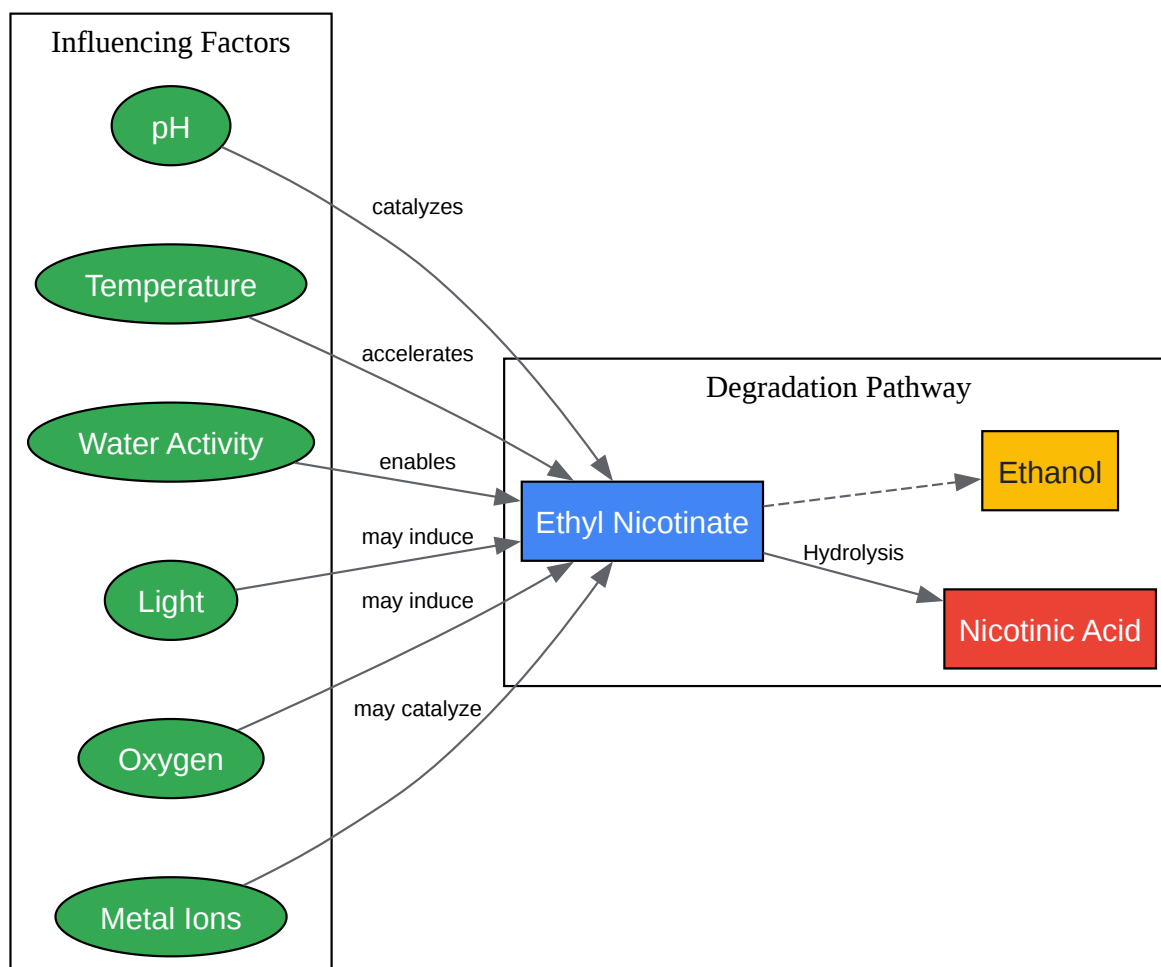 Influencing Factors
pH
catalyzes
Temperature
accelerates
Degradation Pathway
Water Activity
enables
Ethanol
Ethyl Nicotinate
may induce
Hydrolysis
Light
may induce
Nicotinic Acid
may catalyze
Oxygen
Metal Ions